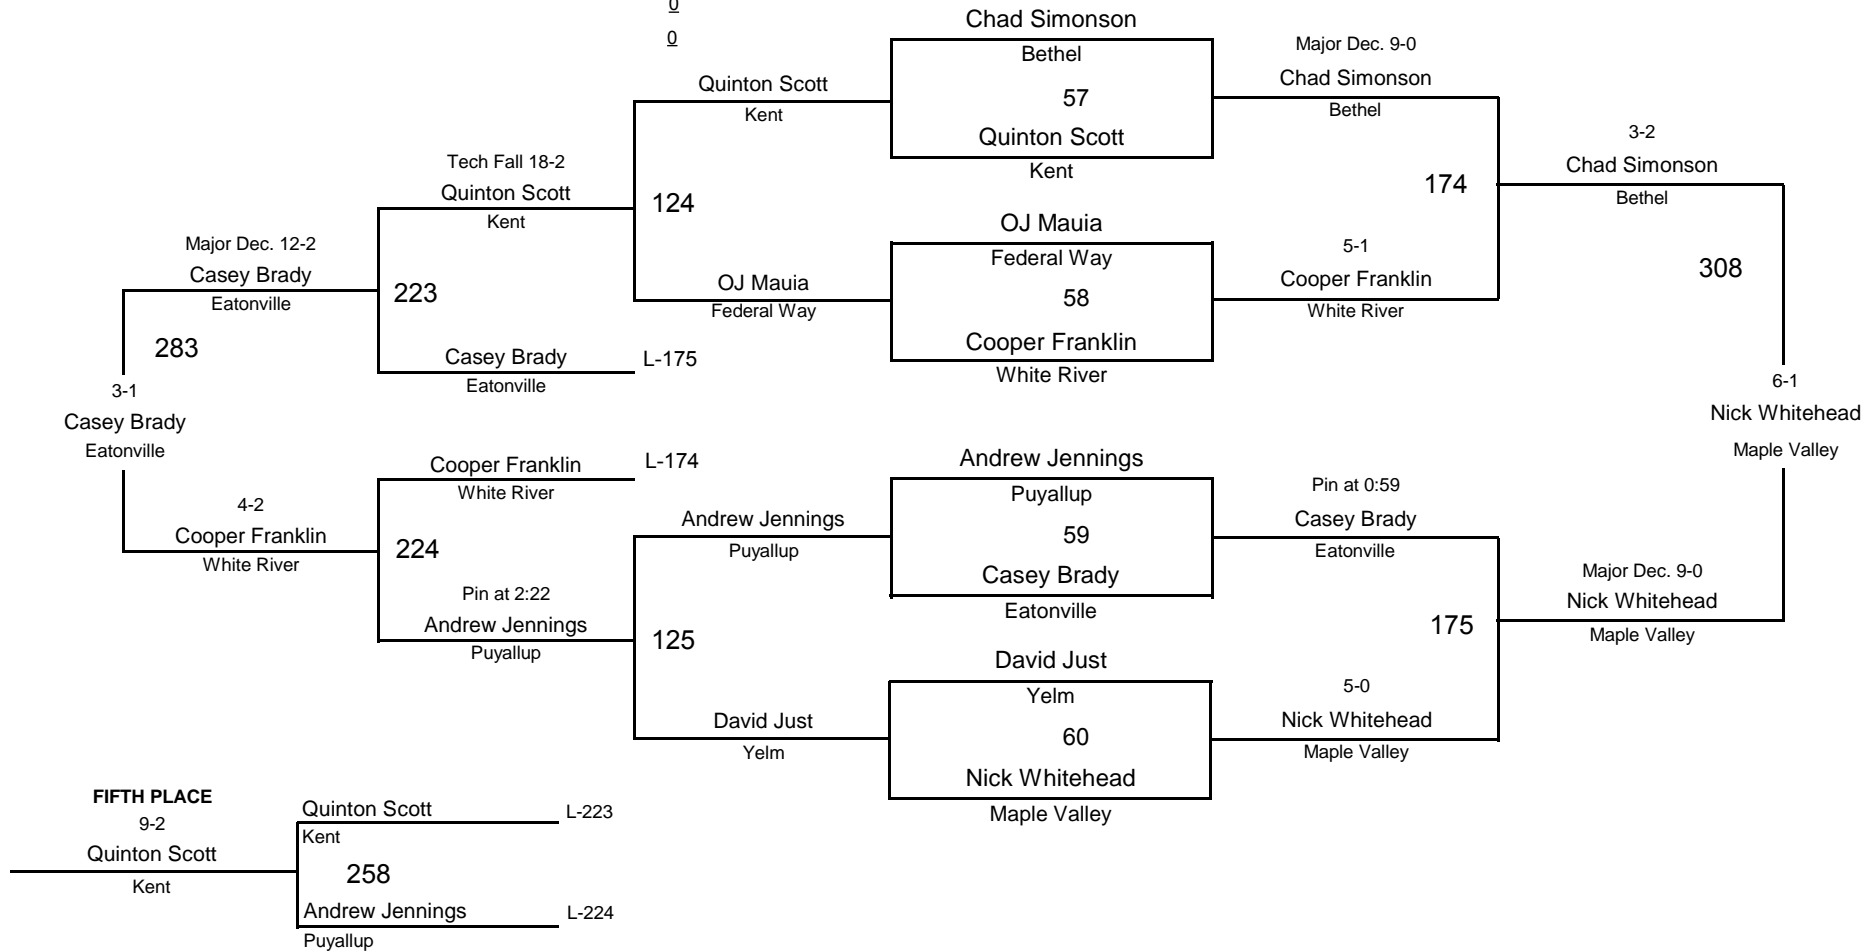 0
0
Chad Simonson
Bethel
57
Quinton Scott
Kent
Major Dec. 9-0
Chad Simonson
Bethel
Quinton Scott
Kent
Tech Fall 18-2
Quinton Scott
Kent
124
174
3-2
Chad Simonson
Bethel
OJ Mauia
Federal Way
58
Cooper Franklin
White River
5-1
Cooper Franklin
White River
308
OJ Mauia
Federal Way
Major Dec. 12-2
Casey Brady
Eatonville
223
283
Casey Brady
L-175
Eatonville
3-1
Casey Brady
Eatonville
6-1
Nick Whitehead
Maple Valley
Cooper Franklin
L-174
White River
4-2
Cooper Franklin
White River
224
Andrew Jennings
Puyallup
Andrew Jennings
Puyallup
59
Casey Brady
Eatonville
Pin at 0:59
Casey Brady
Eatonville
Pin at 2:22
Andrew Jennings
Puyallup
125
175
Major Dec. 9-0
Nick Whitehead
Maple Valley
David Just
Yelm
David Just
Yelm
60
Nick Whitehead
Maple Valley
5-0
Nick Whitehead
Maple Valley
FIFTH PLACE
9-2
Quinton Scott
Kent
Quinton Scott
L-223
Kent
258
Andrew Jennings
L-224
Puyallup